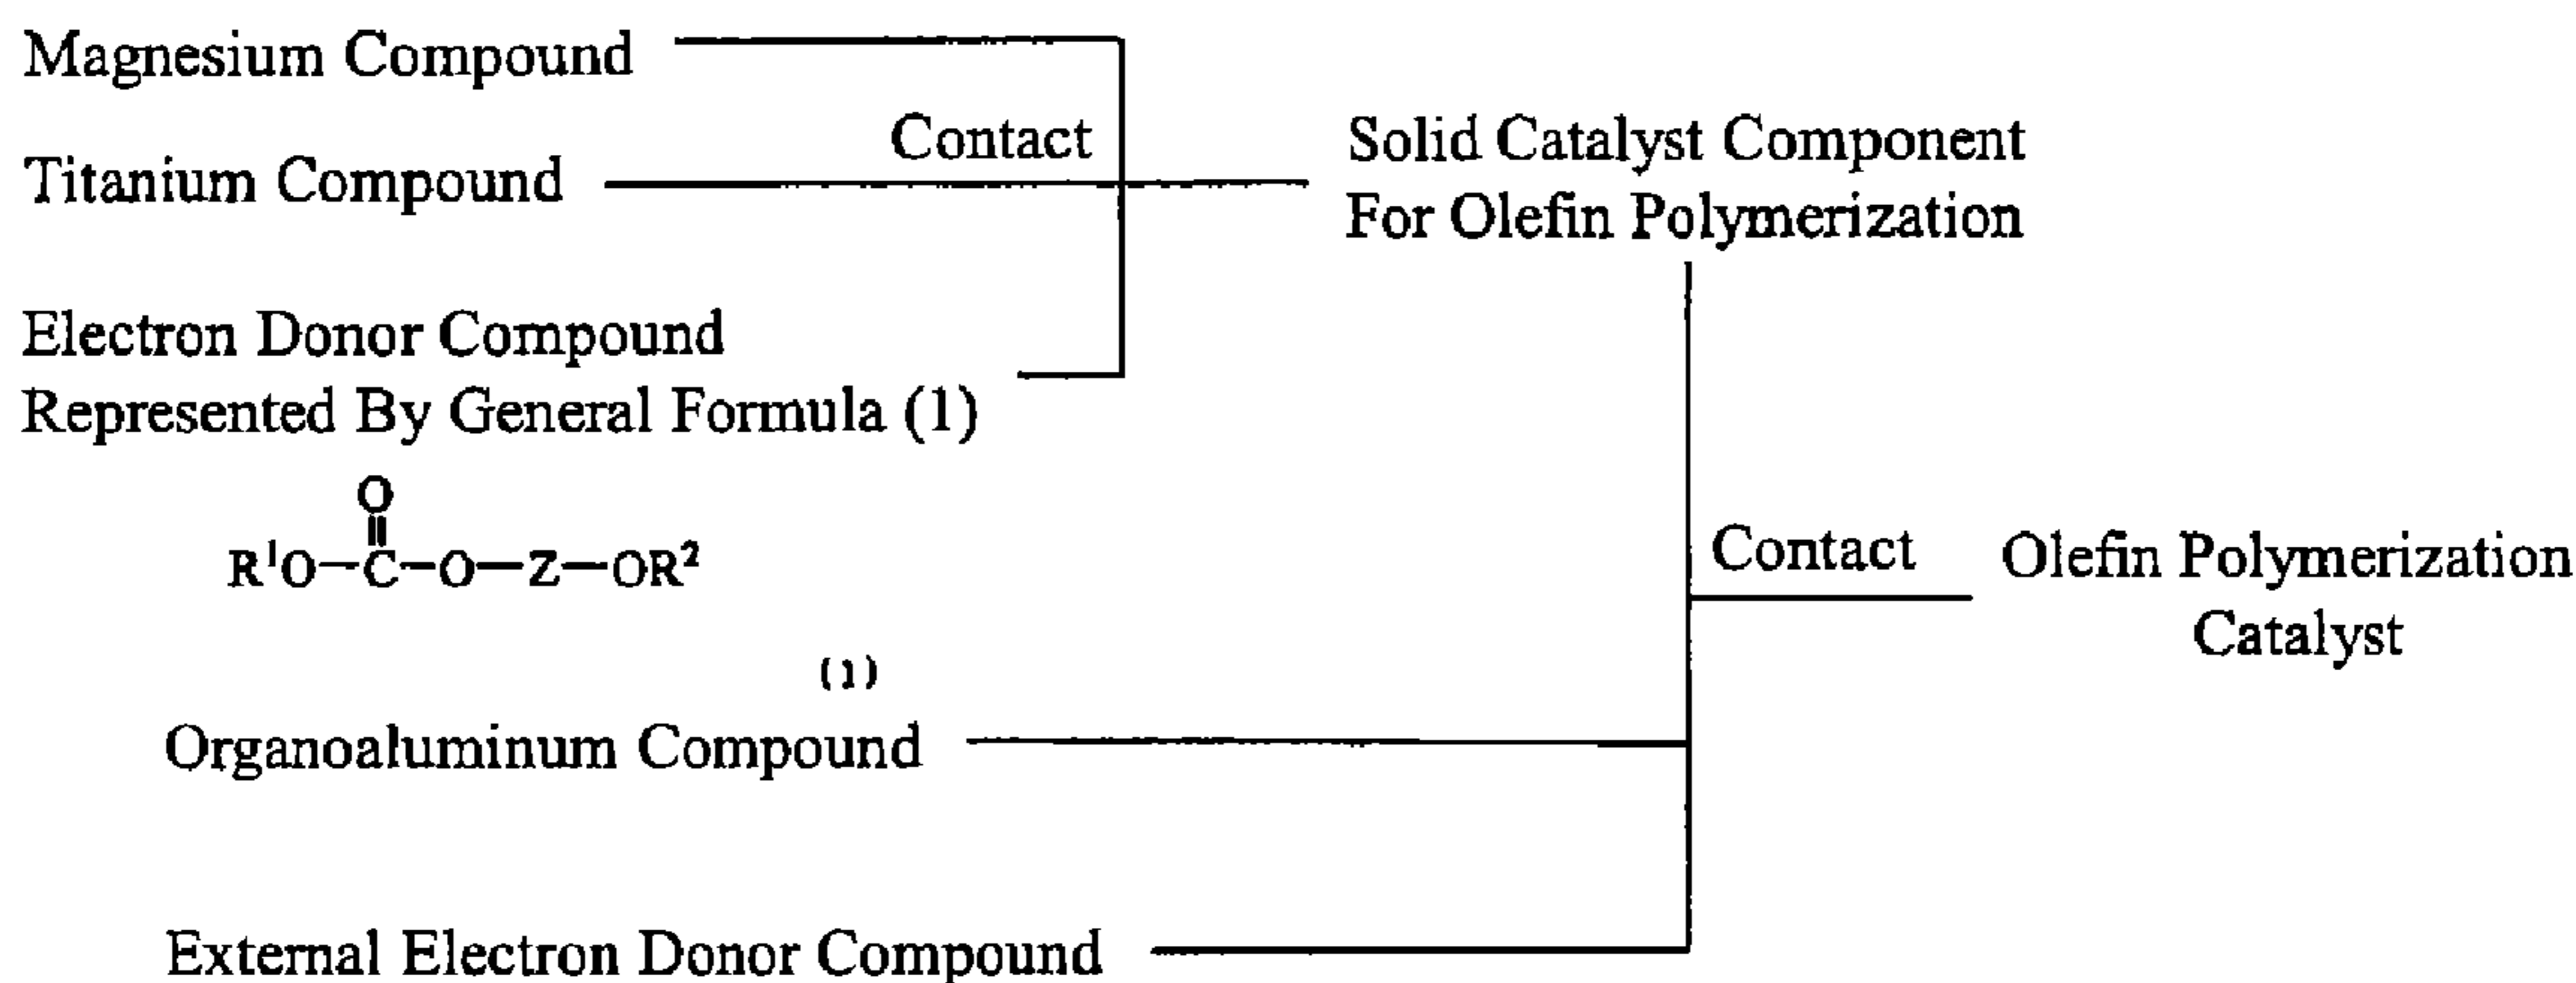 Magnesium Compound
Contact
Titanium Compound
Solid Catalyst Component
For Olefin Polymerization
Electron Donor Compound
Represented By General Formula (1)
O
R¹O—C—O—Z—OR²
(1)
Contact
Olefin Polymerization
Catalyst
Organoaluminum Compound
External Electron Donor Compound